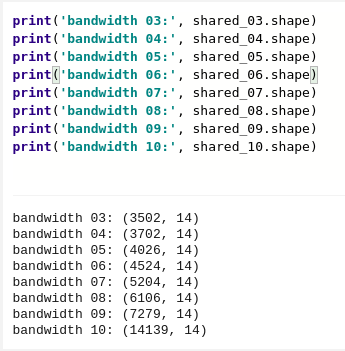 print('bandwidth 03:', shared_03.shape)
print('bandwidth 04:', shared_04.shape)
print('bandwidth 05:', shared_05.shape)
print('bandwidth 06:', shared_06.shape)
print('bandwidth 07:', shared_07.shape)
print('bandwidth 08:', shared_08.shape)
print('bandwidth 09:', shared_09.shape)
print('bandwidth 10:', shared_10.shape)
bandwidth 03: (3502, 14)
bandwidth 04: (3702, 14)
bandwidth 05: (4026, 14)
bandwidth 06: (4524, 14)
bandwidth 07: (5204, 14)
bandwidth 08: (6106, 14)
bandwidth 09: (7279, 14)
bandwidth 10: (14139, 14)